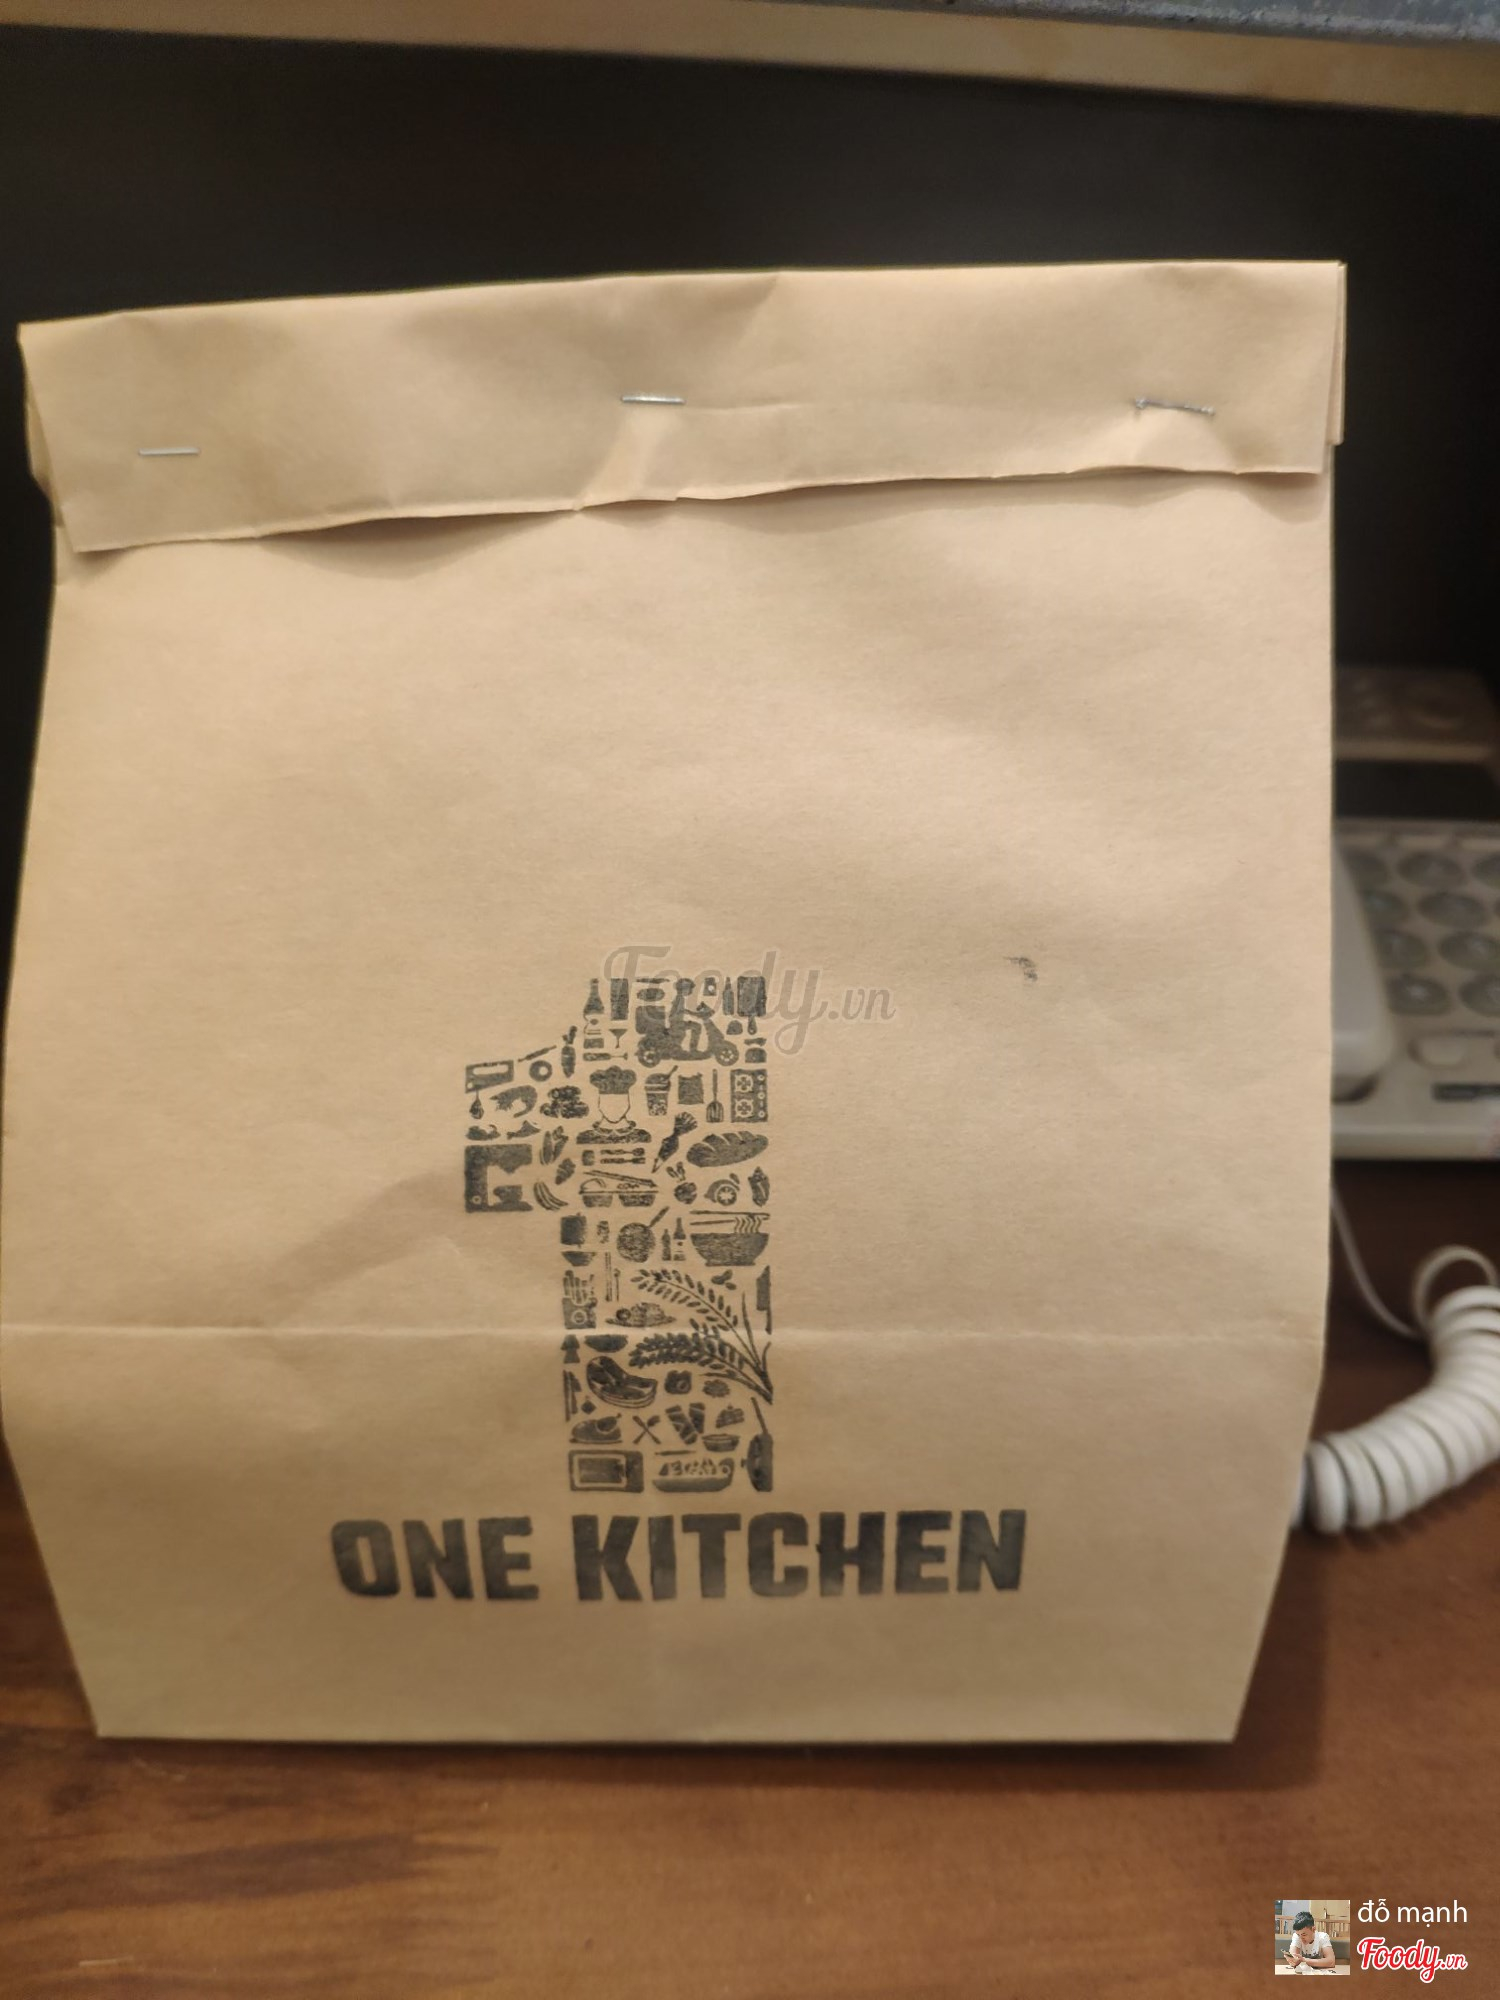 Foody.vn
ONE KITCHEN
đỗ mạnh
Foody.vn